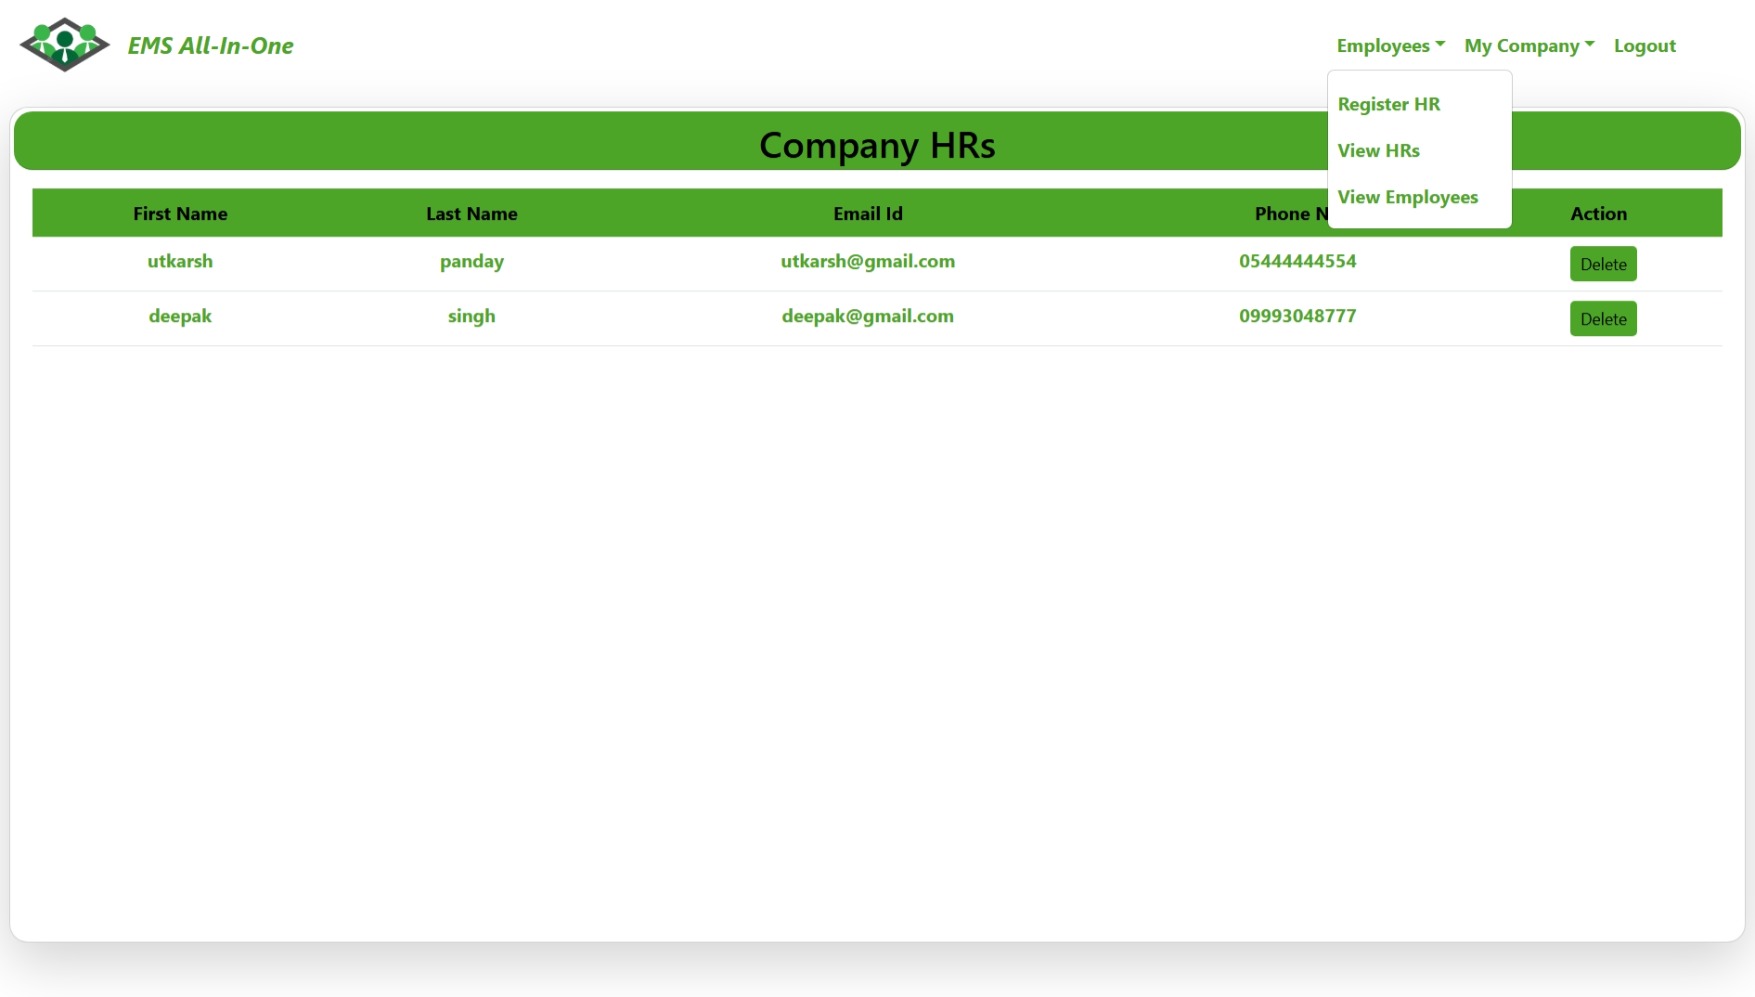 EMS All-In-One
Employees My Company Logout
Register HR
View HRs
View Employees
Company HRs
First Name Last Name Email Id Phone N Action
utkarsh panday utkarsh@gmail.com 05444444554 Delete
deepak singh deepak@gmail.com 09993048777 Delete